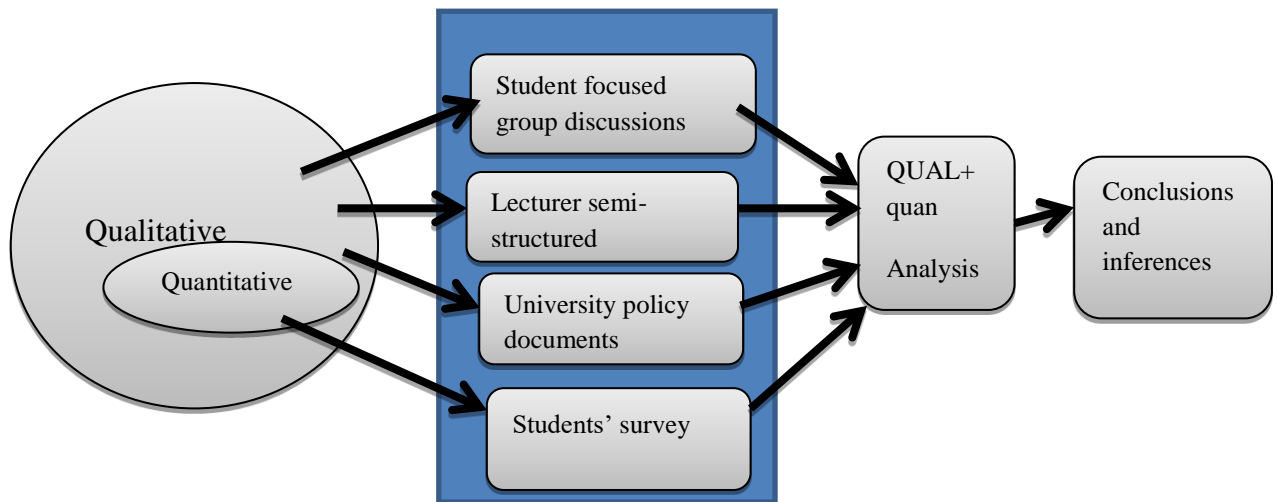 Qualitative
Quantitative
Student focused
group discussions
Lecturer semi-
structured
University policy
documents
Students’ survey
QUAL+
quan
Analysis
Conclusions
and
inferences